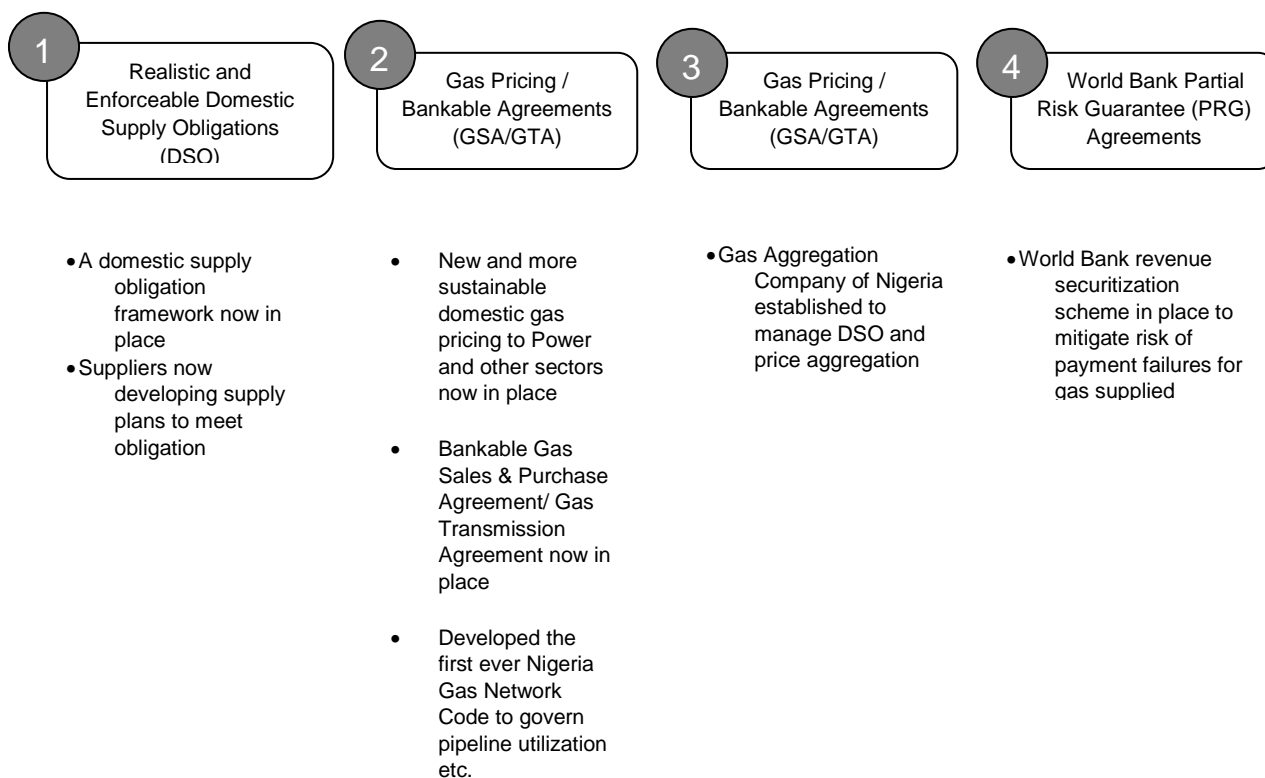 1
Realistic and
Enforceable Domestic
Supply Obligations
(DSO)
2
Gas Pricing /
Bankable Agreements
(GSA/GTA)
3
Gas Pricing /
Bankable Agreements
(GSA/GTA)
4
World Bank Partial
Risk Guarantee (PRG)
Agreements
•A domestic supply
obligation
framework now in
place
•Suppliers now
developing supply
plans to meet
obligation
• New and more
sustainable
domestic gas
pricing to Power
and other sectors
now in place
• Bankable Gas
Sales & Purchase
Agreement/ Gas
Transmission
Agreement now in
place
• Developed the
first ever Nigeria
Gas Network
Code to govern
pipeline utilization
etc.
•Gas Aggregation
Company of Nigeria
established to
manage DSO and
price aggregation
•World Bank revenue
securitization
scheme in place to
mitigate risk of
payment failures for
gas supplied